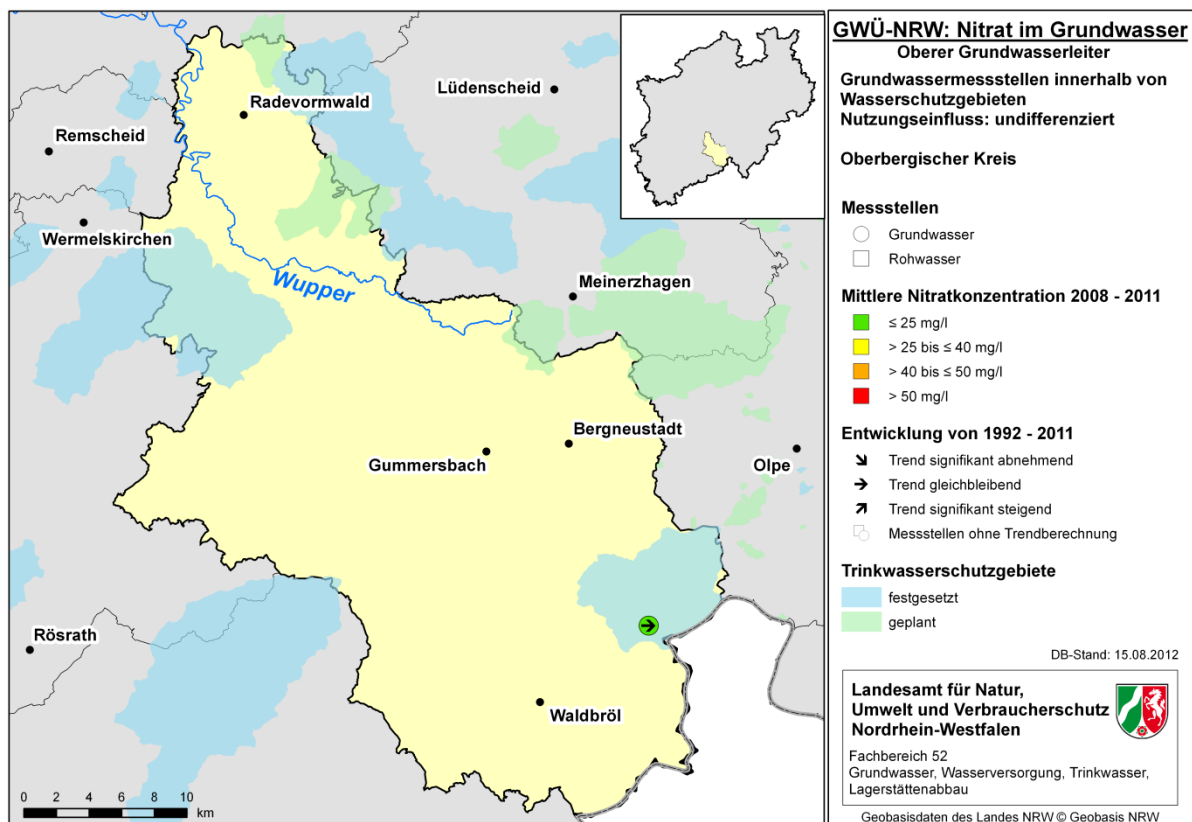 Radevormwald
Lüdenscheid
Remscheid
Wermelskirchen
Wupper
Meinerzhagen
Bergneustadt
Gummersbach
Olpe
Rösrath
Waldbröl
0 2 4 6 8 10
km
GWÜ-NRW: Nitrat im Grundwasser
Oberer Grundwasserleiter
Grundwassermessstellen innerhalb von
Wasserschutzgebieten
Nutzungseinfluss: undifferenziert
Oberbergischer Kreis
Messstellen
Grundwasser
Rohwasser
Mittlere Nitratkonzentration 2008 - 2011
≤ 25 mg/l
> 25 bis ≤ 40 mg/l
> 40 bis ≤ 50 mg/l
> 50 mg/l
Entwicklung von 1992 - 2011
Trend signifikant abnehmend
Trend gleichbleibend
Trend signifikant steigend
Messstellen ohne Trendberechnung
Trinkwasserschutzgebiete
festgesetzt
geplant
DB-Stand: 15.08.2012
Landesamt für Natur,
Umwelt und Verbraucherschutz
Nordrhein-Westfalen
Fachbereich 52
Grundwasser, Wasserversorgung, Trinkwasser,
Lagerstättenabbau
Geobasisdaten des Landes NRW © Geobasis NRW